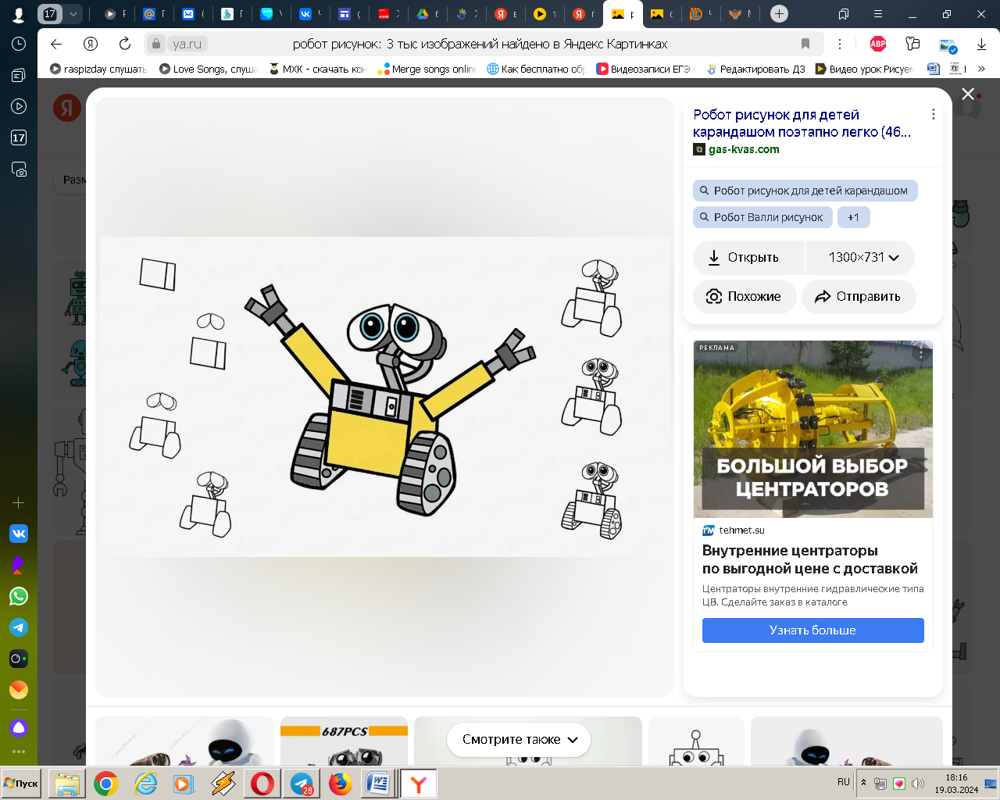 17
ya.ru
робот рисунок: 3 тыс изображений найдено в Яндекс Картинках
ABP
raspizday слушать
Love Songs, слуша
МХК - скачать кон
Merge songs online
Как бесплатно обр
Видеозаписи ЕГЭ
Редактировать ДЗ
Видео урок Рисуем
17
Я
Разм
Робот рисунок для детей
карандашом поэтапно легко (46...
gas-kvas.com
Робот рисунок для детей карандашом
Робот Валли рисунок
+1
Открыть
1300×731
Похожие
Отправить
РЕКЛАМА
БОЛЬШОЙ ВЫБОР
ЦЕНТРАТОРОВ
tehmet.su
Внутренние центраторы
по выгодной цене с доставкой
Центраторы внутренние гидравлические типа
ЦВ. Сделайте заказ в каталоге
Узнать больше
687PCS
Смотрите также
Пуск
28
RU
18:16
19.03.2024